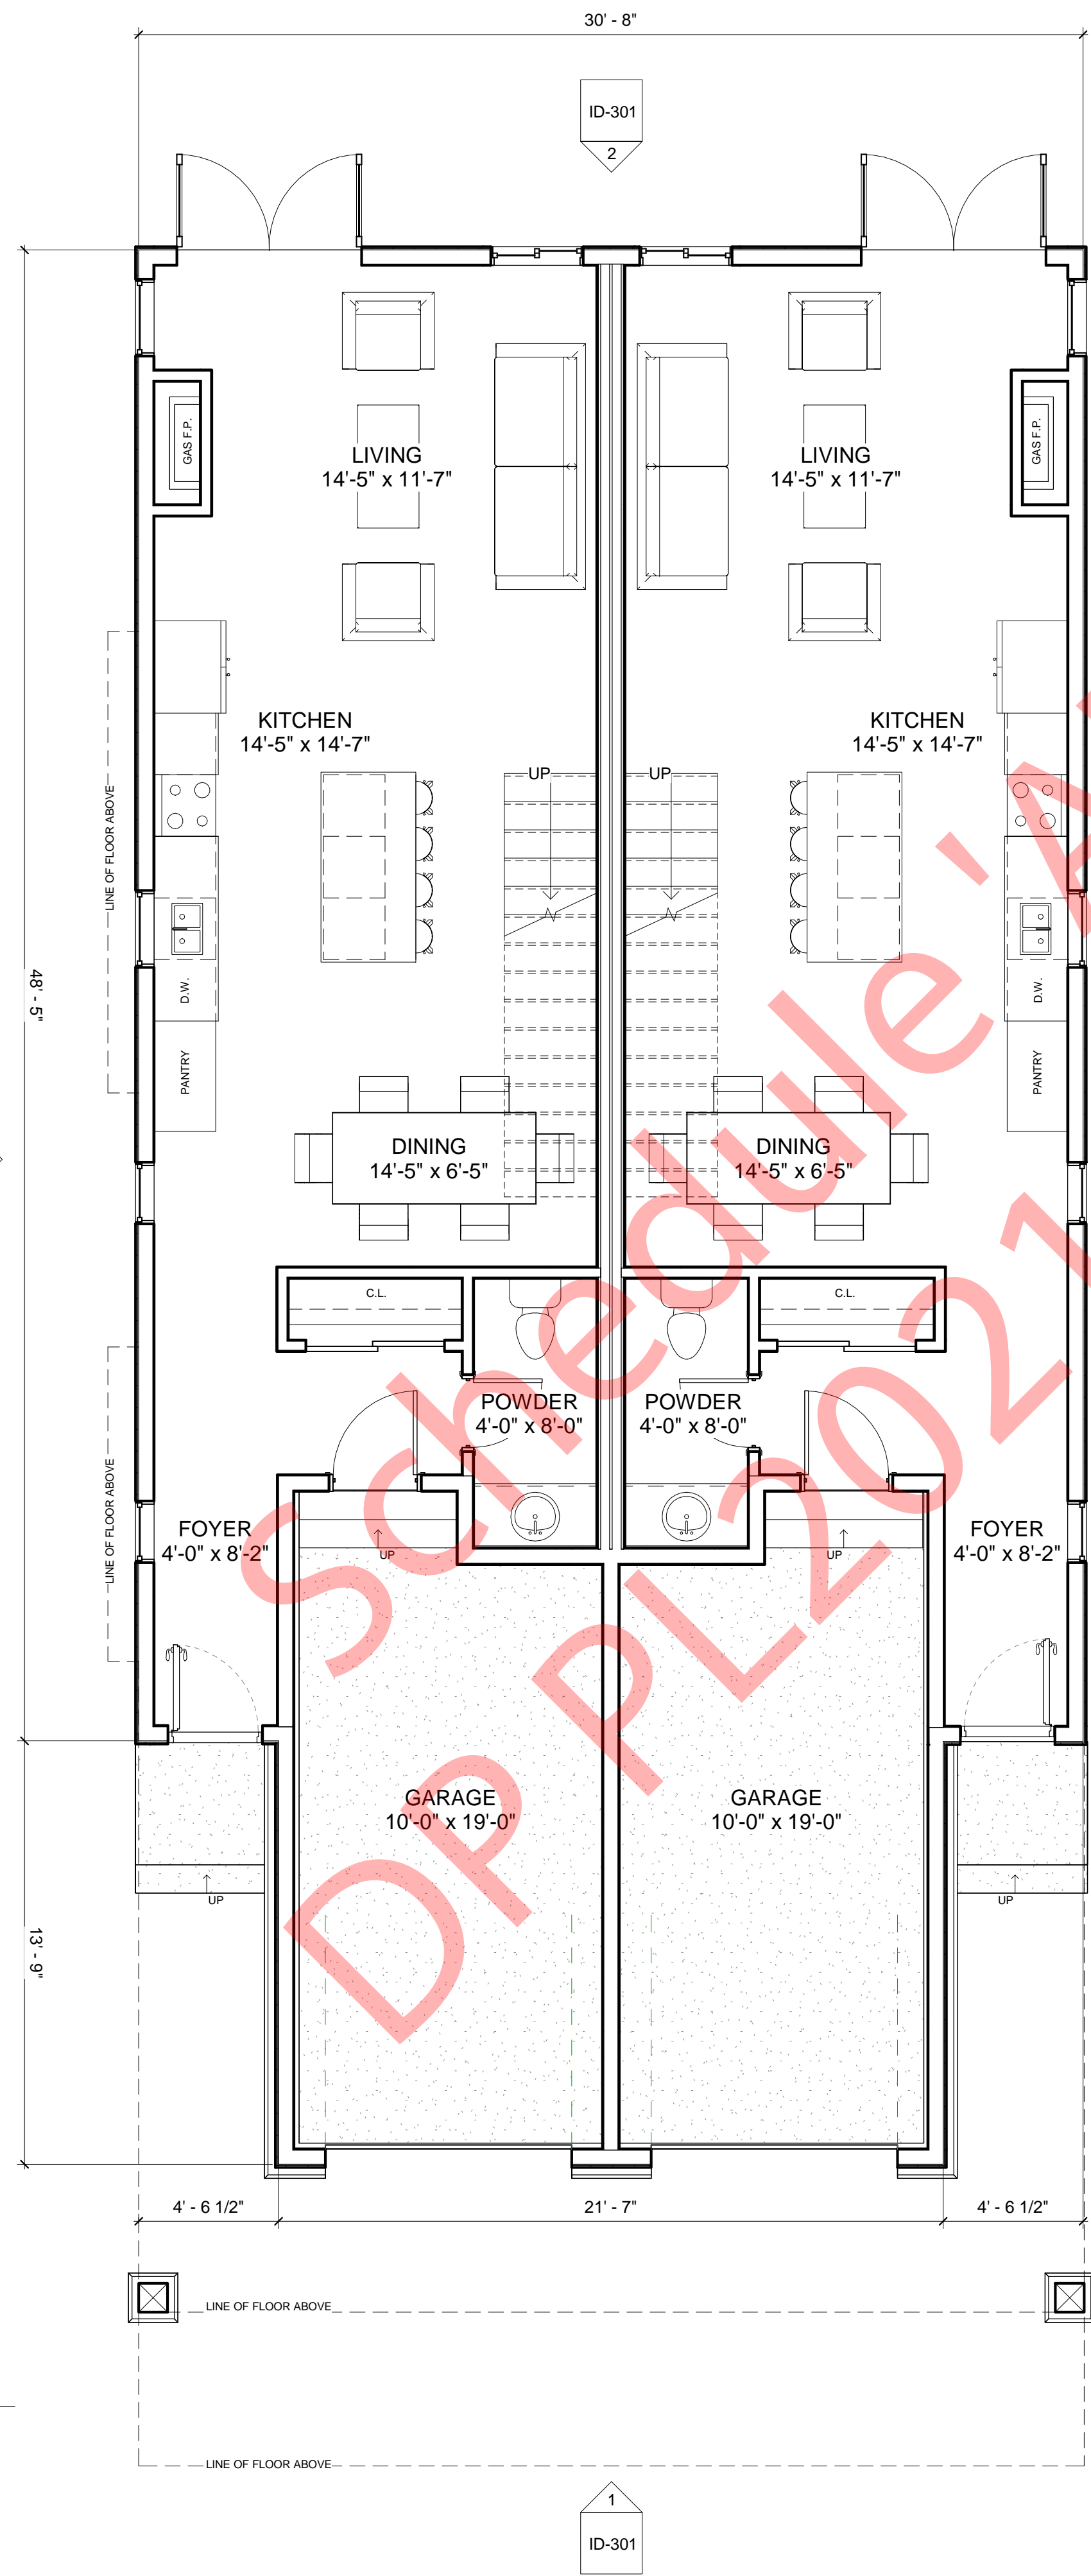 30' - 8"
ID-301
2
LIVING
14'-5" x 11'-7"
GAS F.P.
LIVING
14'-5" x 11'-7"
GAS F.P.
KITCHEN
14'-5" x 14'-7"
KITCHEN
14'-5" x 14'-7"
UP
UP
LINE OF FLOOR ABOVE
48' - 5"
D.W.
D.W.
PANTRY
PANTRY
DINING
14'-5" x 6'-5"
DINING
14'-5" x 6'-5"
C.L.
C.L.
POWDER
4'-0" x 8'-0"
POWDER
4'-0" x 8'-0"
LINE OF FLOOR ABOVE
FOYER
4'-0" x 8'-2"
FOYER
4'-0" x 8'-2"
UP
UP
GARAGE
10'-0" x 19'-0"
GARAGE
10'-0" x 19'-0"
UP
UP
13' - 9"
4' - 6 1/2"
21' - 7"
4' - 6 1/2"
LINE OF FLOOR ABOVE
LINE OF FLOOR ABOVE
1
ID-301
Schedule 'A
DP PL2021